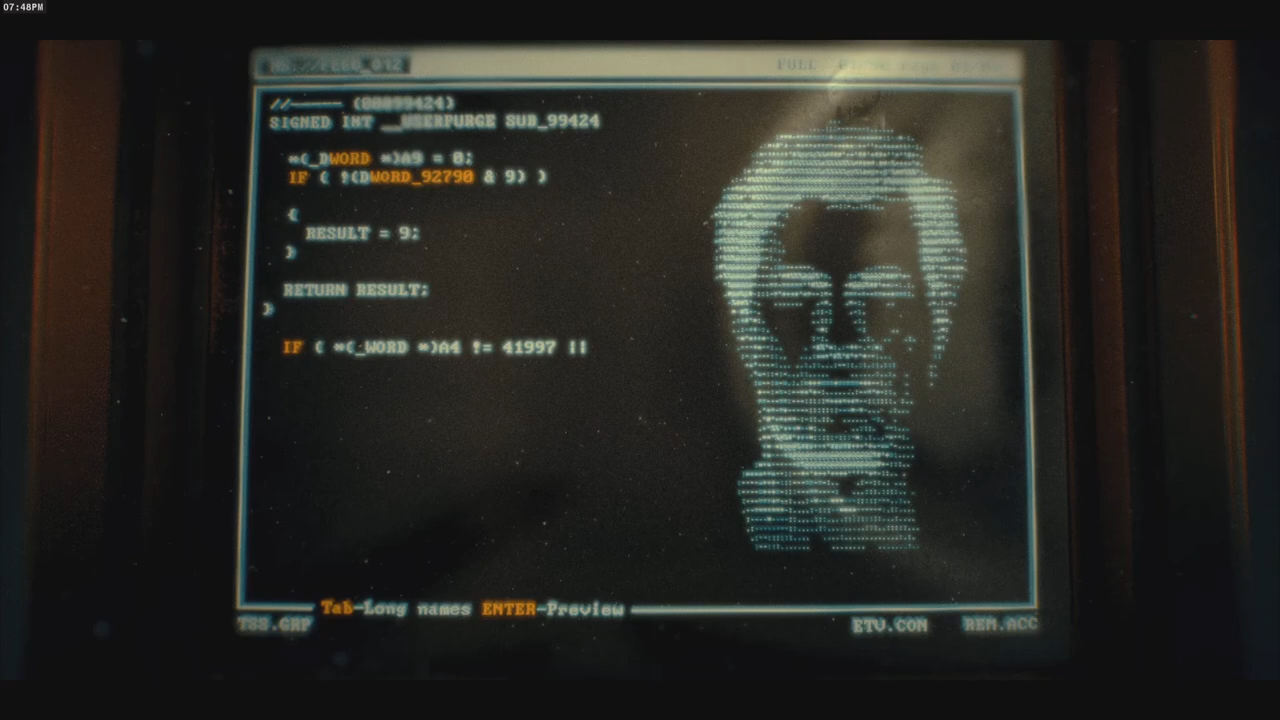 07:48PM
FULL
//—————— (00099424)
SIGNED INT __USERPURGE SUB_99424
*(_DWORD *)A9 = 0;
IF ( !(DWORD_92790 & 9) )
{
RESULT = 9;
}
RETURN RESULT;
}
IF ( *(_WORD *)A4 != 41997 ||
Tab-Long names ENTER-Preview
TSS.GRP ETV.COM REM.ACC